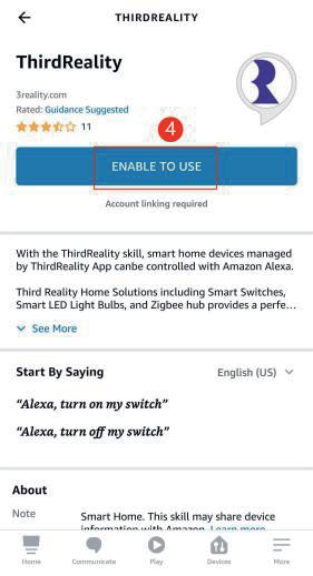 THIRDREALITY
ThirdReality
3reality.com
Rated: Guidance Suggested
11
4
ENABLE TO USE
Account linking required
With the ThirdReality skill, smart home devices managed
by ThirdReality App canbe controlled with Amazon Alexa.
Third Reality Home Solutions including Smart Switches,
Smart LED Light Bulbs, and Zigbee hub provides a perfe...
See More
Start By Saying
English (US)
“Alexa, turn on my switch”
“Alexa, turn off my switch”
About
Note
Smart Home. This skill may share device
information with Amazon. Learn more
Home
Communicate
Play
Devices
More